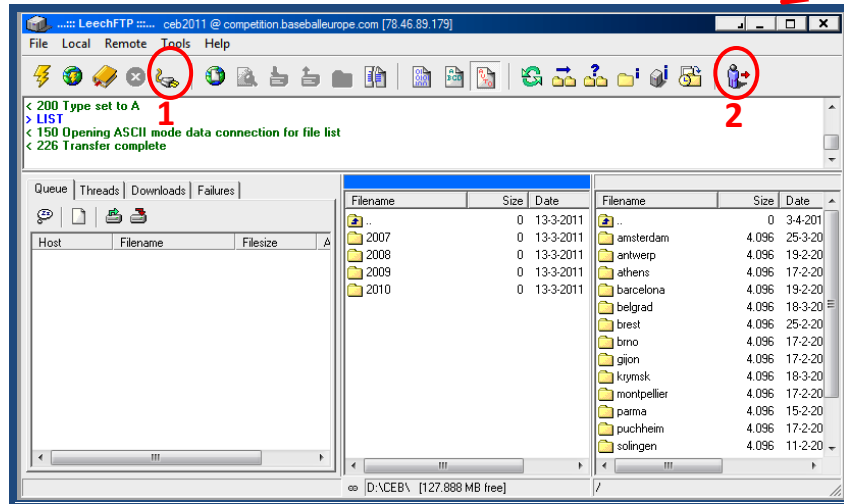 ...::: LeechFTP :::... ceb2011 @ competition.baseballeurope.com [78.46.89.179]
File Local Remote Tools Help
1
2
< 200 Type set to A
> LIST
< 150 Opening ASCII mode data connection for file list
< 226 Transfer complete
Queue Threads Downloads Failures
Host Filename Filesize A
Filename Size Date
.. 0 13-3-2011
2007 0 13-3-2011
2008 0 13-3-2011
2009 0 13-3-2011
2010 0 13-3-2011
Filename Size Date
.. 0 3-4-201
amsterdam 4.096 25-3-20
antwerp 4.096 19-2-20
athens 4.096 17-2-20
barcelona 4.096 19-2-20
belgrad 4.096 18-3-20
brest 4.096 25-2-20
brno 4.096 17-2-20
gijon 4.096 17-2-20
krymsk 4.096 18-3-20
montpellier 4.096 17-2-20
parma 4.096 15-2-20
puchheim 4.096 17-2-20
solingen 4.096 11-2-20
D:\CEB\ [127.888 MB free]
/